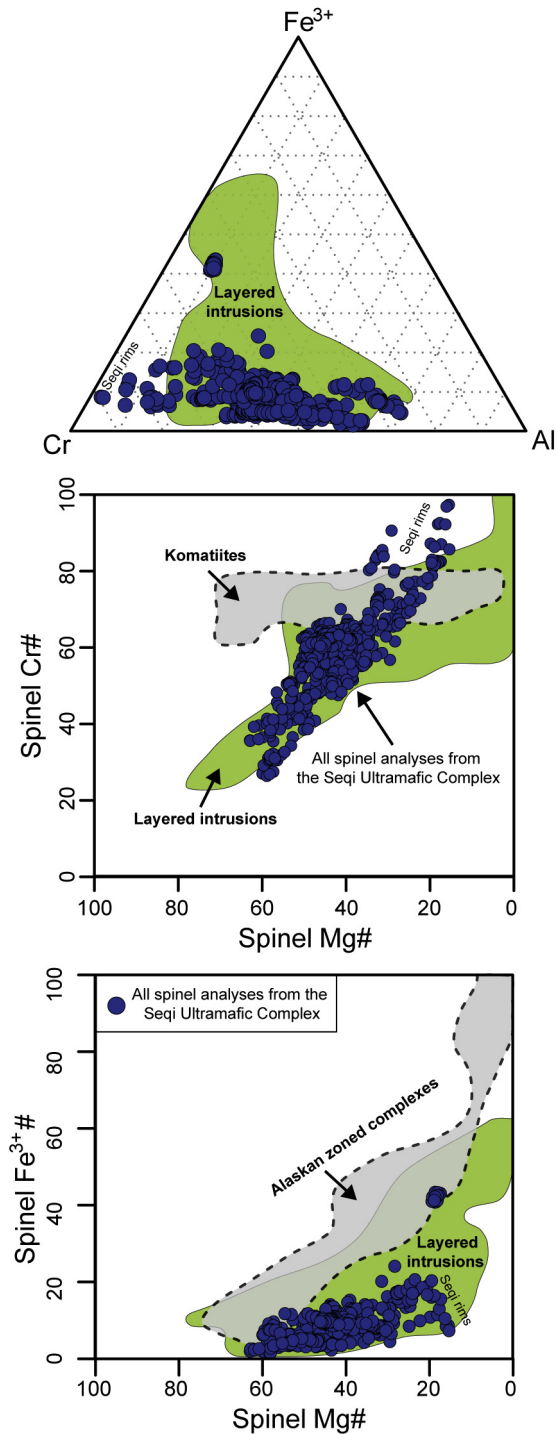 Fe³⁺
Layered
intrusions
Seqi rims
Cr
Al
100
80
60
40
20
0
Spinel Cr#
Komatiites
Seqi rims
All spinel analyses from
the Seqi Ultramafic Complex
Layered intrusions
100
80
60
40
20
0
Spinel Mg#
100
80
60
40
20
0
Spinel Fe³⁺#
All spinel analyses from the
Seqi Ultramafic Complex
Alaskan zoned complexes
Layered
intrusions
Seqi rims
100
80
60
40
20
0
Spinel Mg#